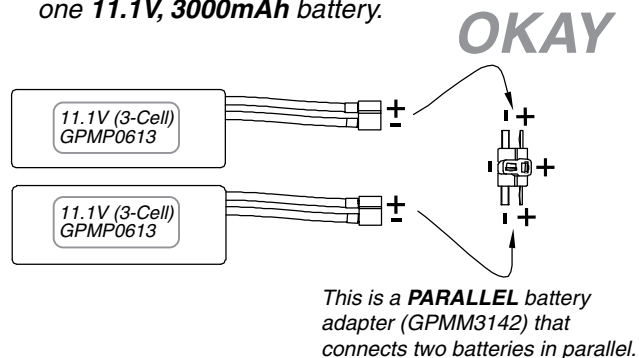 one 11.1V, 3000mAh battery.
OKAY
11.1V (3-Cell)
GPMP0613
+
-
- +
- +
11.1V (3-Cell)
GPMP0613
+
-
- +
This is a PARALLEL battery
adapter (GPMM3142) that
connects two batteries in parallel.